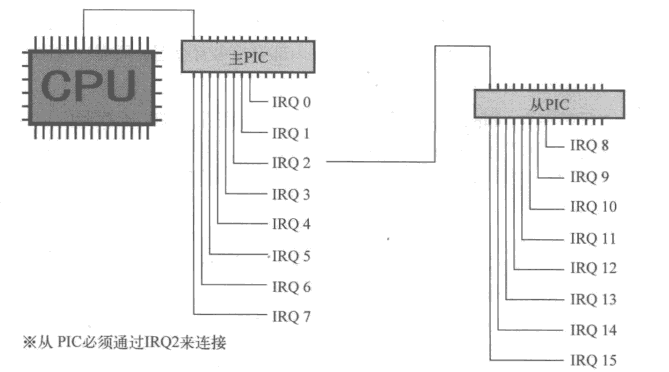 CPU
主PIC
IRQ 0
IRQ 1
IRQ 2
IRQ 3
IRQ 4
IRQ 5
IRQ 6
IRQ 7
从PIC
IRQ 8
IRQ 9
IRQ 10
IRQ 11
IRQ 12
IRQ 13
IRQ 14
IRQ 15
※从 PIC必须通过IRQ2来连接